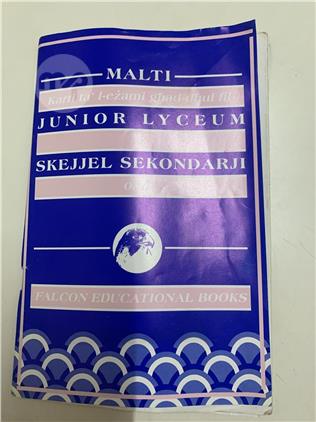 MALTI
Karti ta' l-eżami għad-dħul fil-
JUNIOR LYCEUM
SKEJJEL SEKONDARJI
FALCON EDUCATIONAL BOOKS